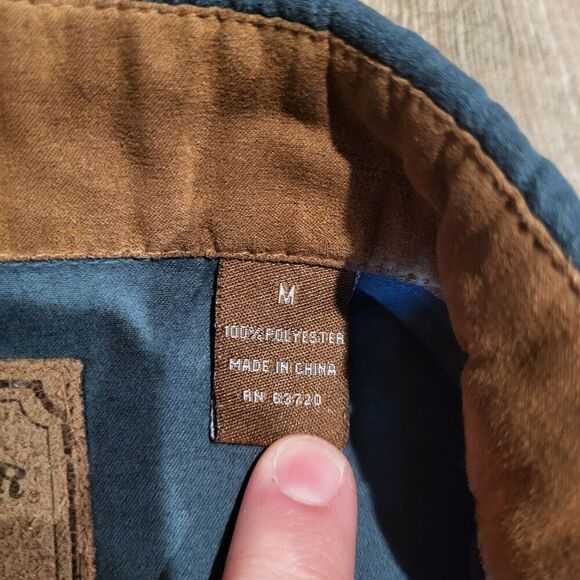 M
100% POLYESTER
MADE IN CHINA
RN 63720